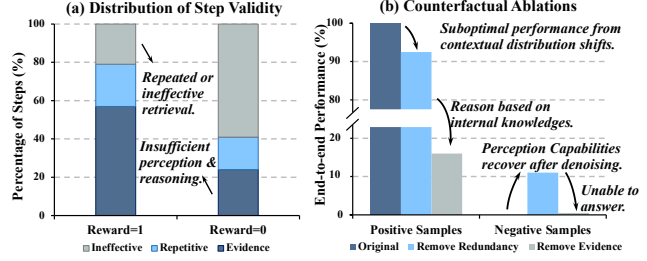 (a) Distribution of Step Validity
Percentage of Steps (%)
100
80
60
40
20
0
Repeated or
ineffective
retrieval.
Insufficient
perception &
reasoning.
Reward=1
Reward=0
Ineffective
Repetitive
Evidence
(b) Counterfactual Ablations
End-to-end Performance (%)
100
90
80
20
10
0
Suboptimal performance from
contextual distribution shifts.
Reason based on
internal knowledges.
Perception Capabilities
recover after denoising.
Unable to
answer.
Positive Samples
Negative Samples
Original
Remove Redundancy
Remove Evidence